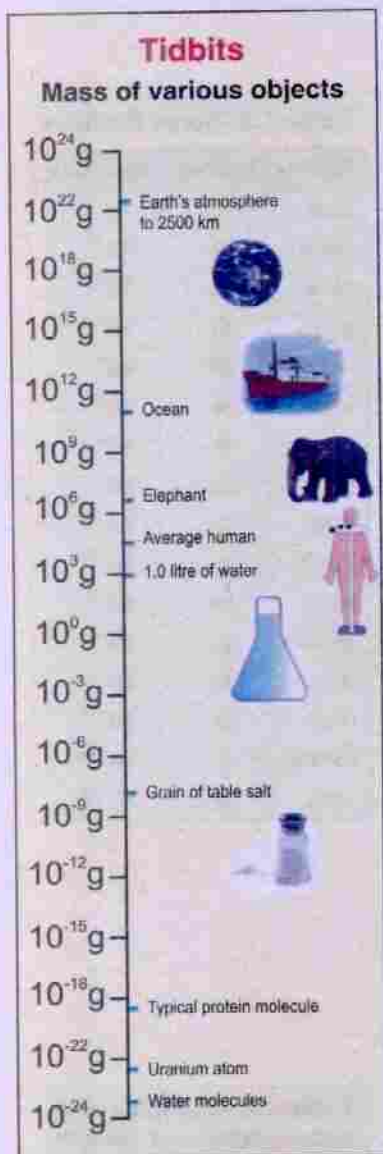 Tidbits
Mass of various objects
10²⁴g
10²²g
Earth's atmosphere
to 2500 km
10¹⁸g
10¹⁵g
10¹²g
Ocean
10⁹g
Elephant
10⁶g
Average human
10³g
1.0 litre of water
10⁰g
10⁻³g
10⁻⁶g
Grain of table salt
10⁻⁹g
10⁻¹²g
10⁻¹⁵g
10⁻¹⁸g
Typical protein molecule
10⁻²²g
Uranium atom
Water molecules
10⁻²⁴g